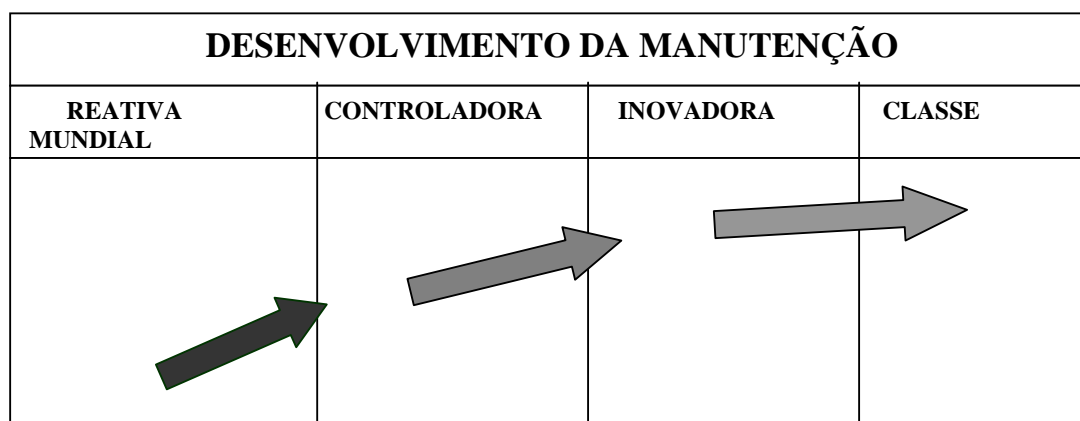 DESENVOLVIMENTO DA MANUTENÇÃO
REATIVA CONTROLADORA INOVADORA CLASSE
MUNDIAL